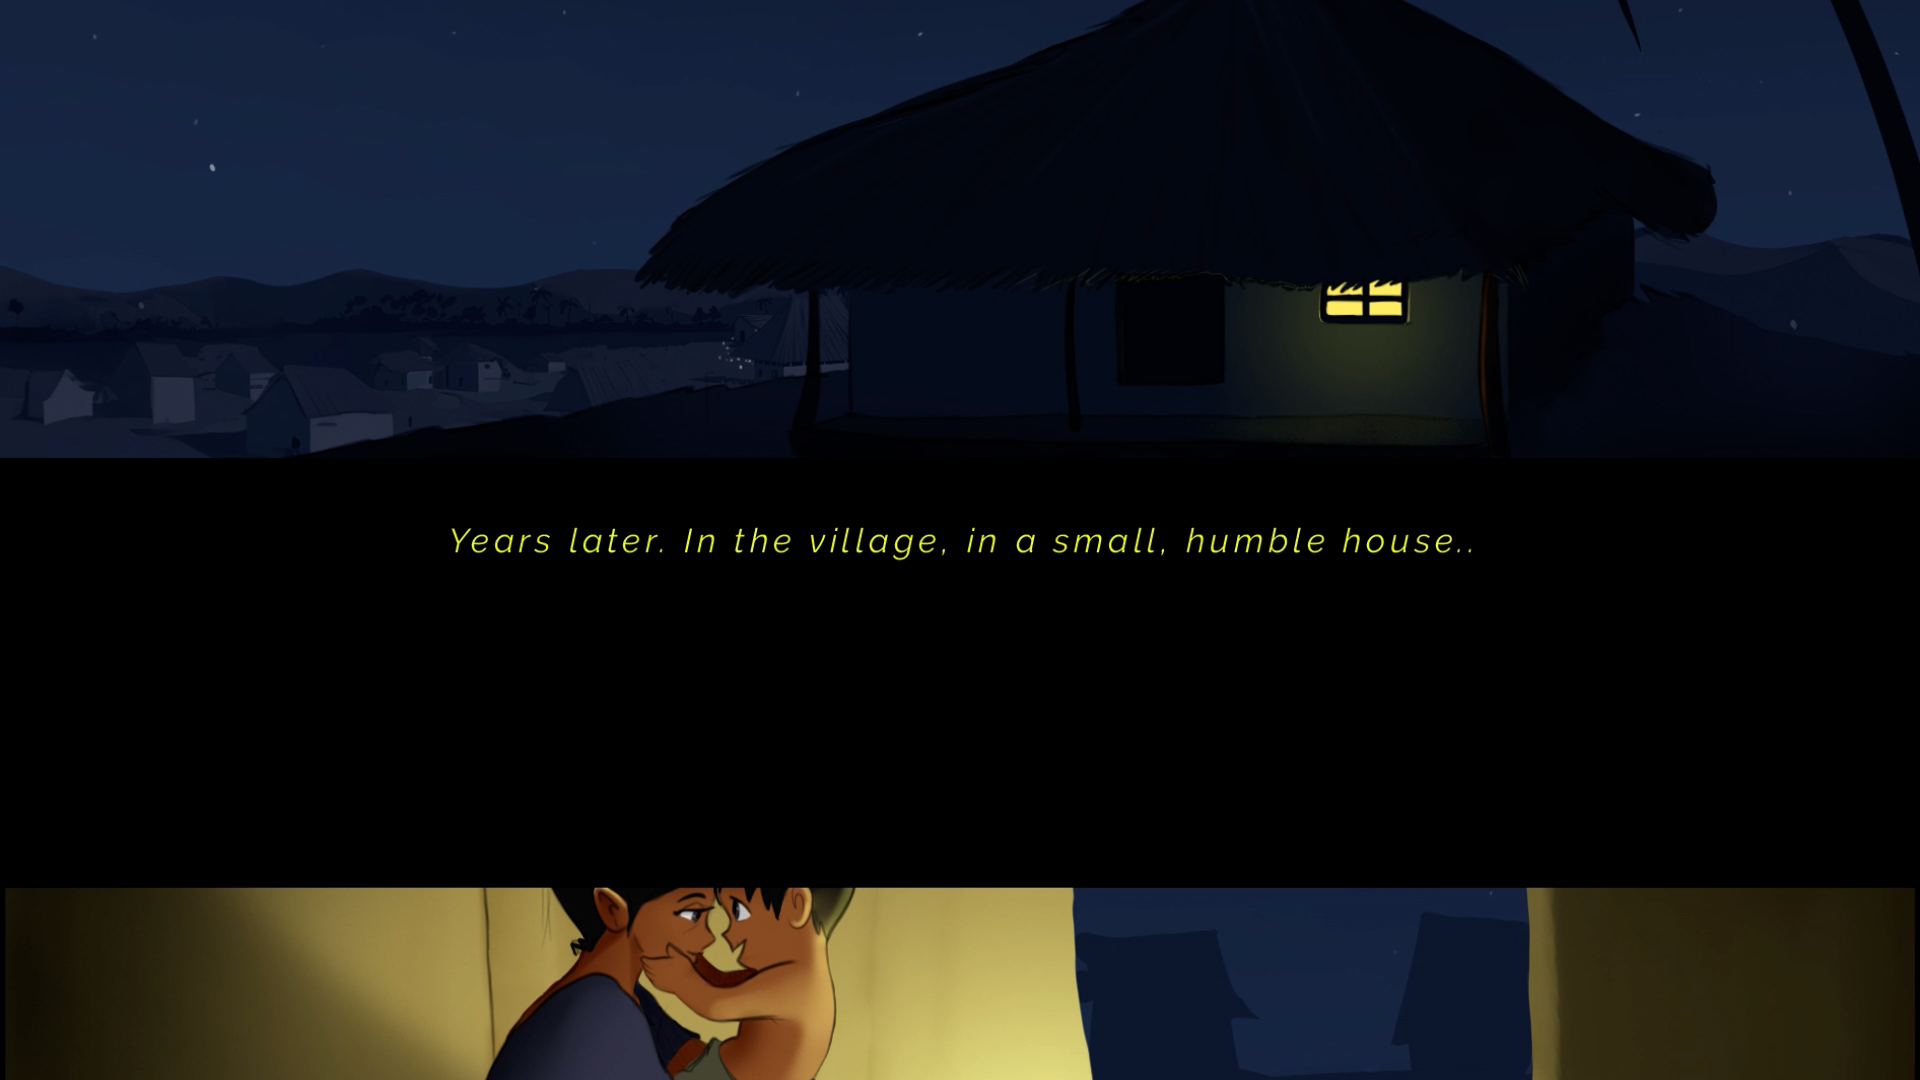 Years later. In the village, in a small, humble house..